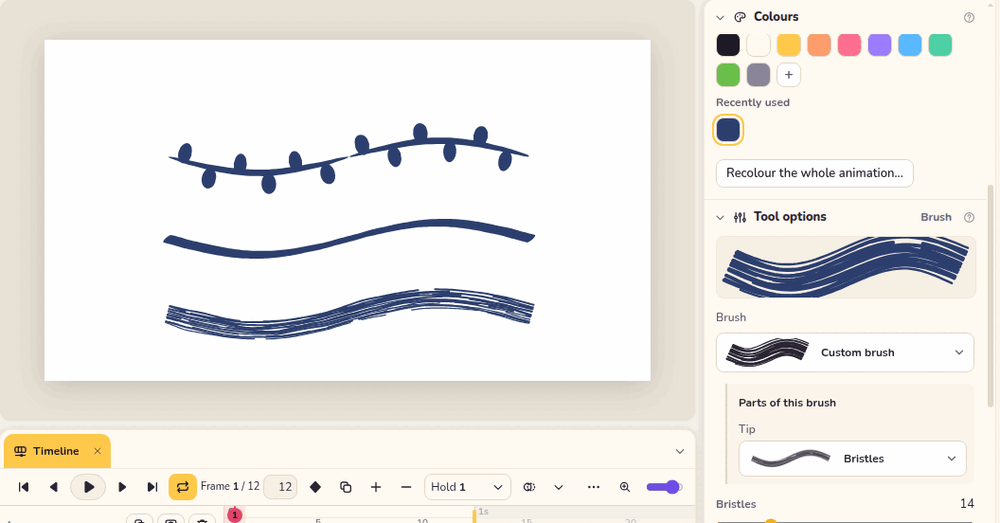 Colours
+
Recently used
Recolour the whole animation...
Tool options Brush
Brush
Custom brush
Parts of this brush
Tip
Bristles
Bristles 14
Timeline ×
Frame 1 / 12 12 Hold 1
1 5 10 1s 15 20